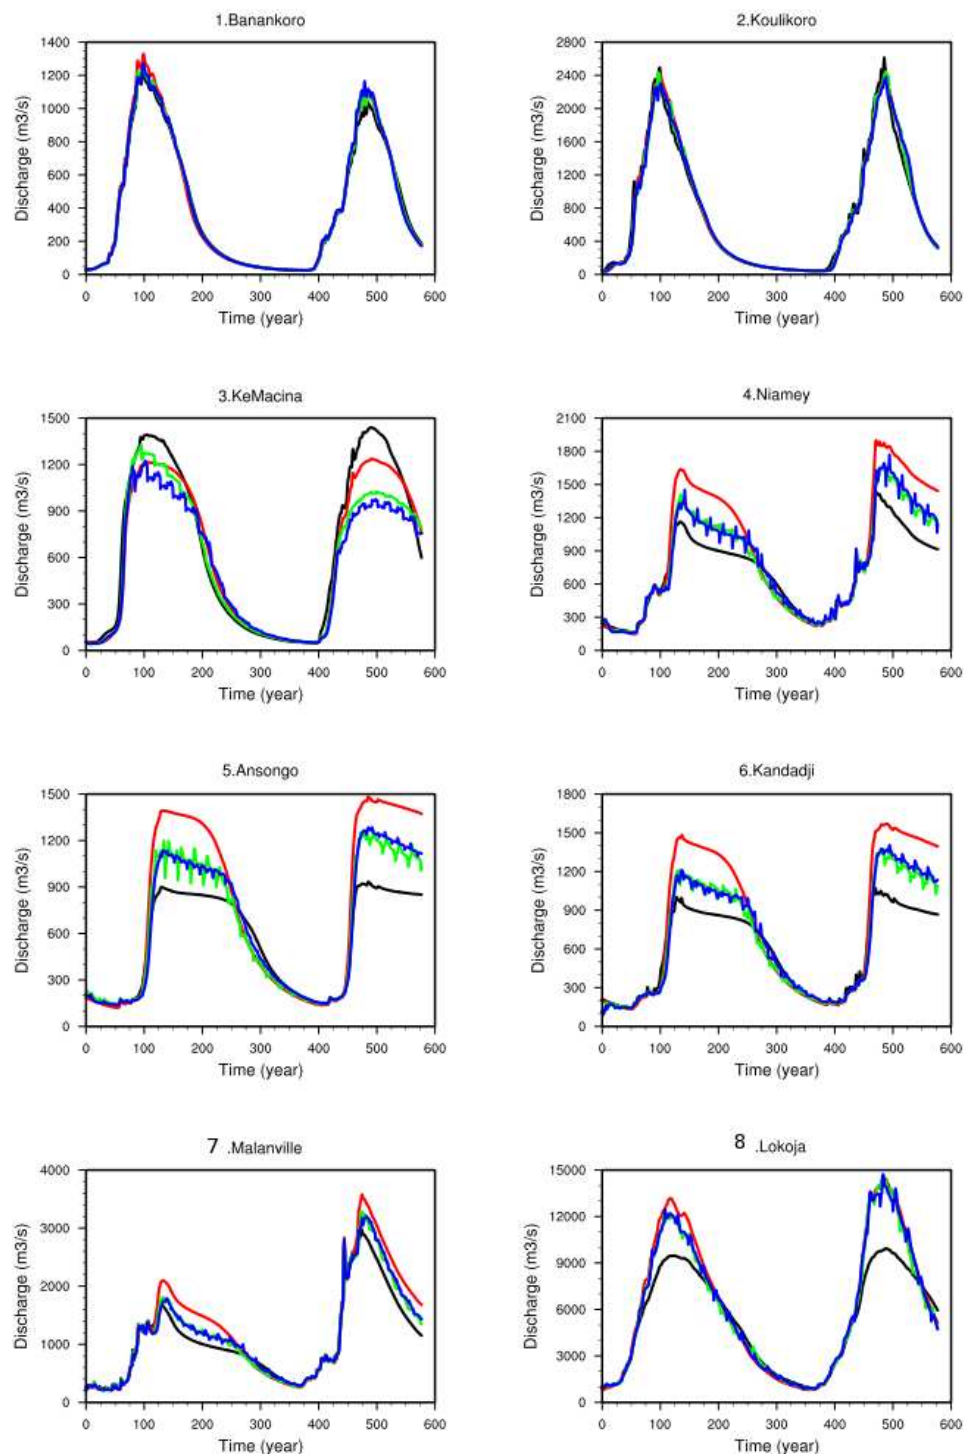 1.Banankoro
2.Koulikoro
Discharge (m3/s)
1400
1200
1000
800
600
400
200
0
0 100 200 300 400 500 600
Time (year)
Discharge (m3/s)
2800
2400
2000
1600
1200
800
400
0
0 100 200 300 400 500 600
Time (year)
3.KeMacina
4.Niamey
Discharge (m3/s)
1500
1200
900
600
300
0
0 100 200 300 400 500 600
Time (year)
Discharge (m3/s)
2100
1800
1500
1200
900
600
300
0
0 100 200 300 400 500 600
Time (year)
5.Ansongo
6.Kandadji
Discharge (m3/s)
1500
1200
900
600
300
0
0 100 200 300 400 500 600
Time (year)
Discharge (m3/s)
1800
1500
1200
900
600
300
0
0 100 200 300 400 500 600
Time (year)
7 .Malanville
8 .Lokoja
Discharge (m3/s)
4000
3000
2000
1000
0
0 100 200 300 400 500 600
Time (year)
Discharge (m3/s)
15000
12000
9000
6000
3000
0
0 100 200 300 400 500 600
Time (year)